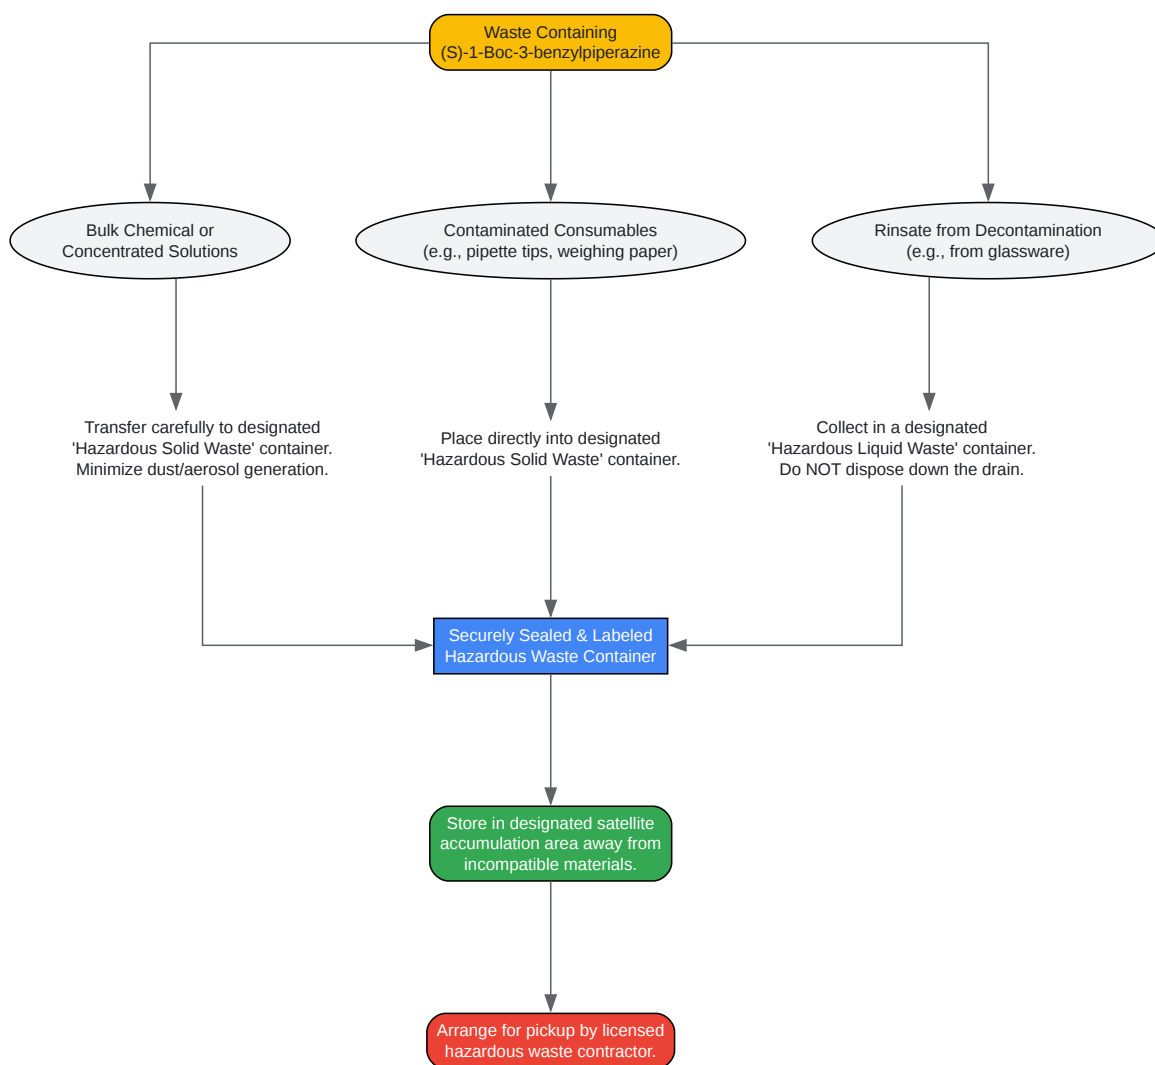 Waste Containing
(S)-1-Boc-3-benzylpiperazine
Bulk Chemical or
Concentrated Solutions
Contaminated Consumables
(e.g., pipette tips, weighing paper)
Rinsate from Decontamination
(e.g., from glassware)
Transfer carefully to designated
'Hazardous Solid Waste' container.
Minimize dust/aerosol generation.
Place directly into designated
'Hazardous Solid Waste' container.
Collect in a designated
'Hazardous Liquid Waste' container.
Do NOT dispose down the drain.
Securely Sealed & Labeled
Hazardous Waste Container
Store in designated satellite
accumulation area away from
incompatible materials.
Arrange for pickup by licensed
hazardous waste contractor.